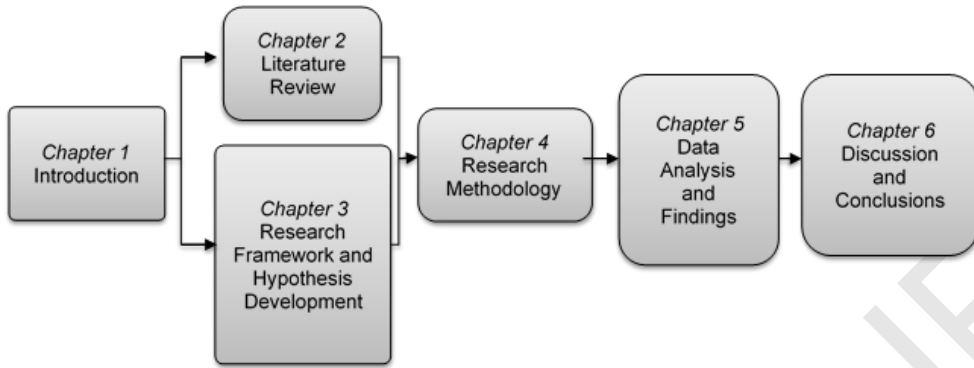 Chapter 1
Introduction
Chapter 2
Literature
Review
Chapter 3
Research
Framework and
Hypothesis
Development
Chapter 4
Research
Methodology
Chapter 5
Data
Analysis
and
Findings
Chapter 6
Discussion
and
Conclusions